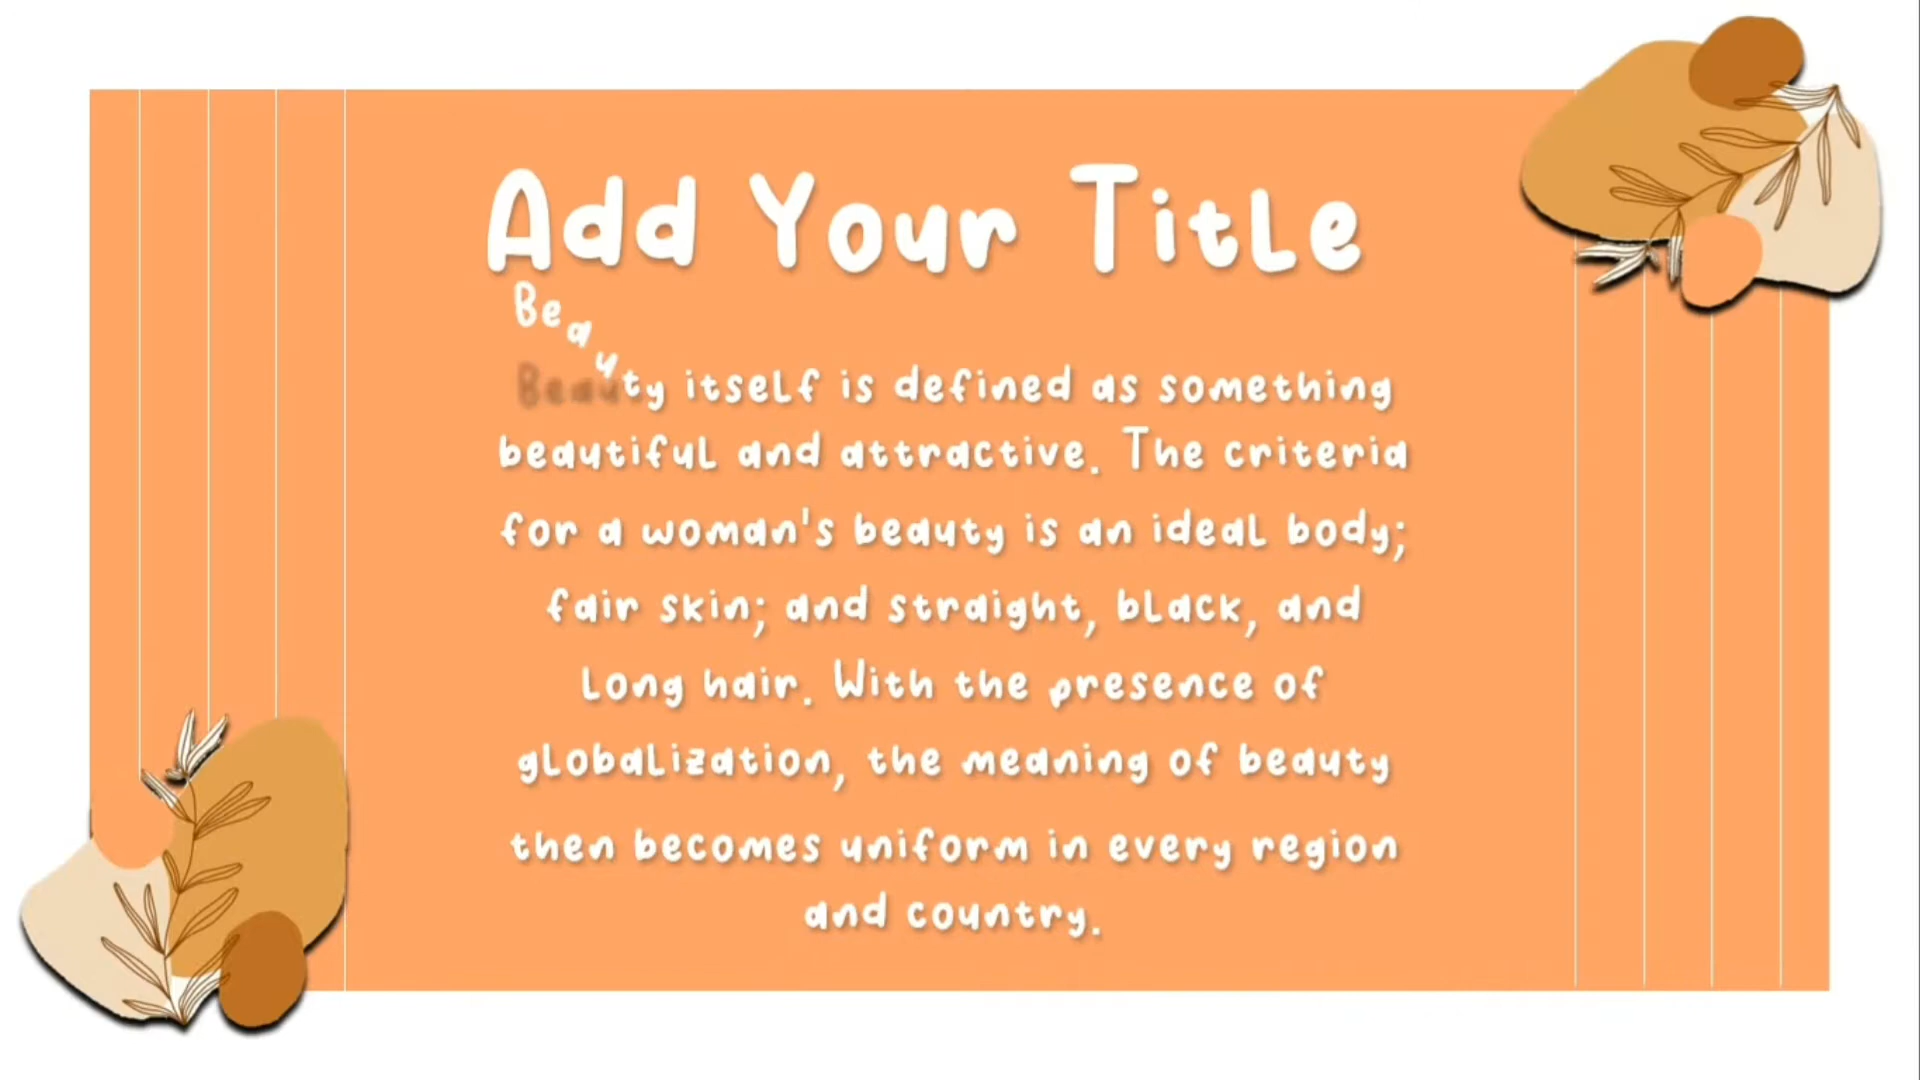 Add Your Title
Beauty itself is defined as something
beautiful and attractive. The criteria
for a woman's beauty is an ideal body;
fair skin; and straight, black, and
long hair. With the presence of
globalization, the meaning of beauty
then becomes uniform in every region
and country.